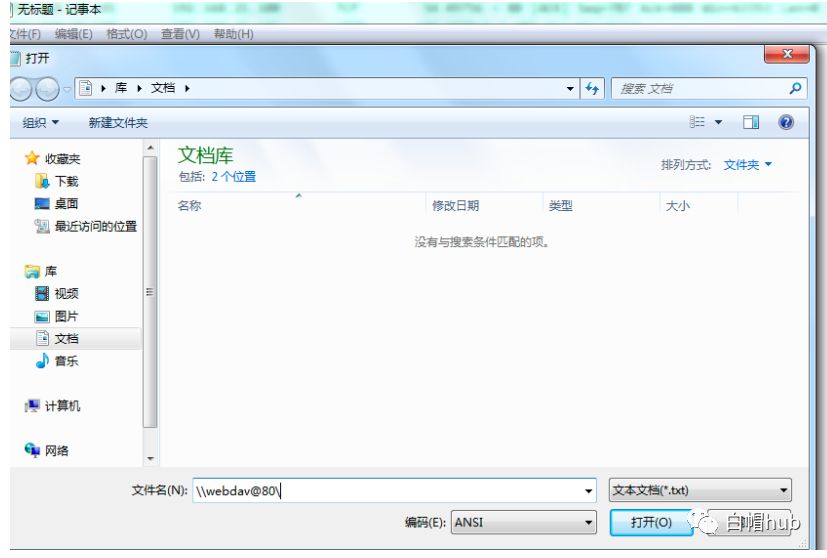 无标题 - 记事本
文件(F) 编辑(E) 格式(O) 查看(V) 帮助(H)
打开
库 文档
搜索 文档
组织 新建文件夹
收藏夹
下载
桌面
最近访问的位置
库
视频
图片
文档
音乐
计算机
网络
文档库
包括: 2 个位置
排列方式: 文件夹
名称 修改日期 类型 大小
没有与搜索条件匹配的项。
文件名(N): \\webdav@80\
文本文档(*.txt)
编码(E): ANSI
打开(O)
白帽hub